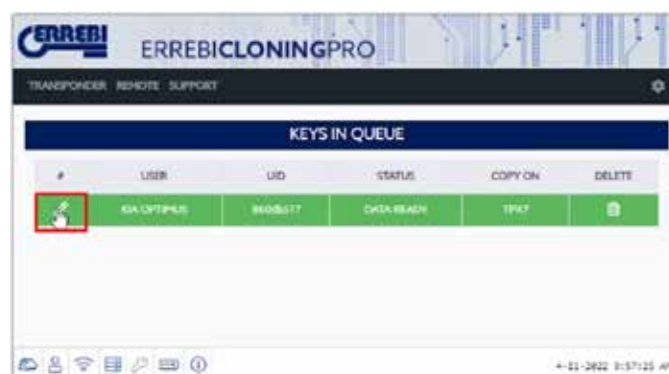 ERREBI ERREBICLONINGPRO
TRANSPONDER REMOTE SUPPORT
KEYS IN QUEUE
# USER UID STATUS COPY ON DELETE
KIA OPTIMUS DATA READY TPX7